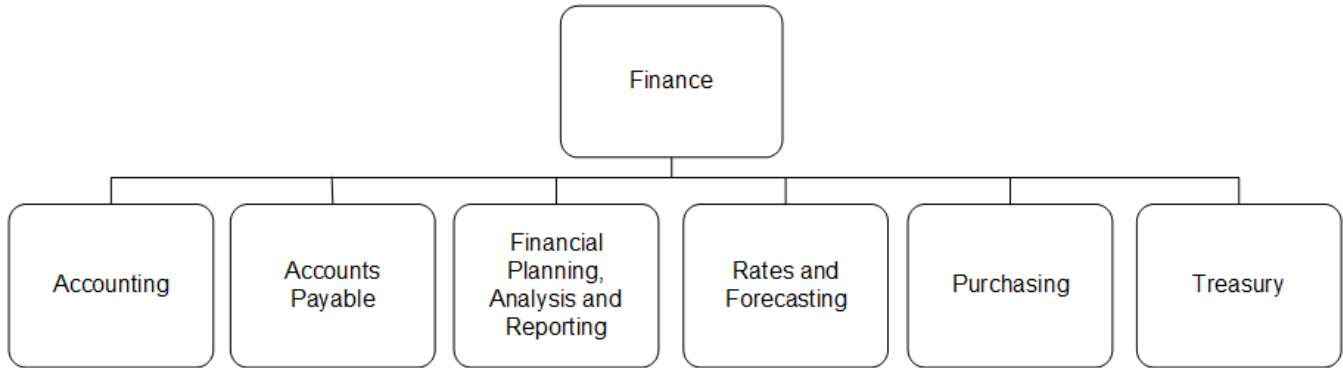 Finance
Accounting
Accounts
Payable
Financial
Planning,
Analysis and
Reporting
Rates and
Forecasting
Purchasing
Treasury